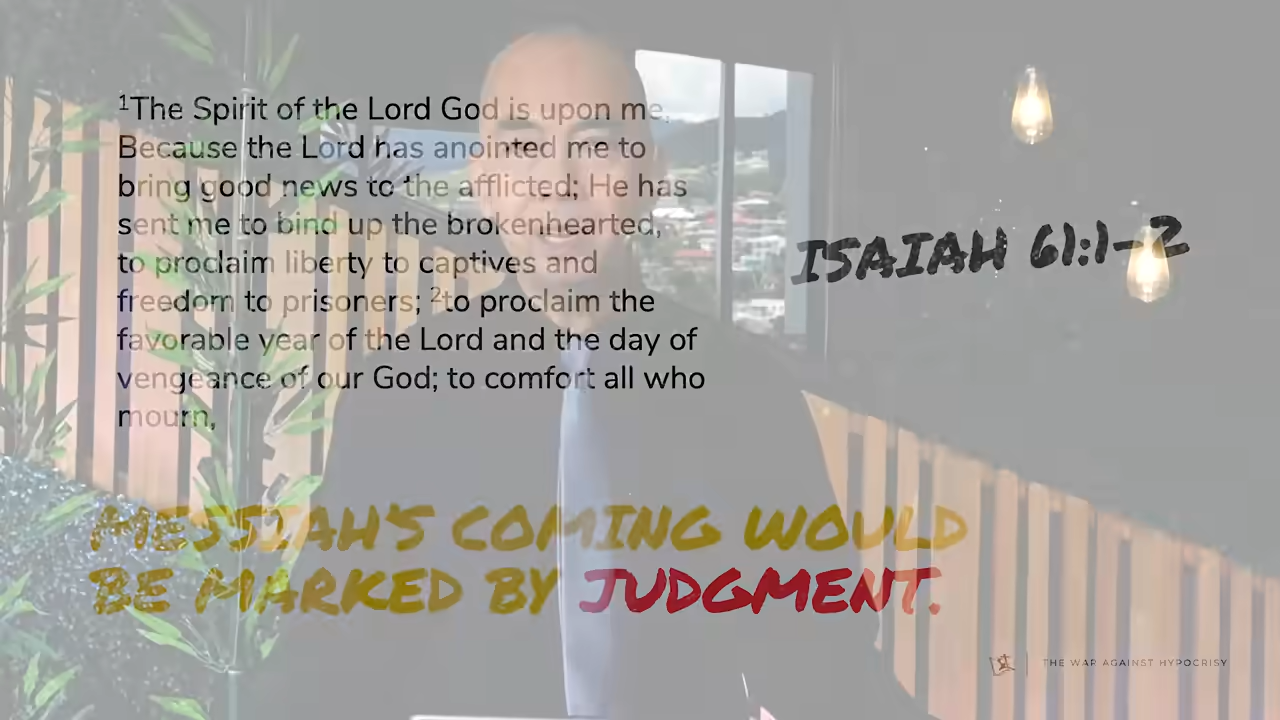 ¹The Spirit of the Lord God is upon me,
Because the Lord has anointed me to
bring good news to the afflicted; He has
sent me to bind up the brokenhearted,
to proclaim liberty to captives and
freedom to prisoners; ²to proclaim the
favorable year of the Lord and the day of
vengeance of our God; to comfort all who
mourn,
ISAIAH 61:1-2
MESSIAH'S COMING WOULD
BE MARKED BY JUDGMENT.
THE WAR AGAINST HYPOCRISY